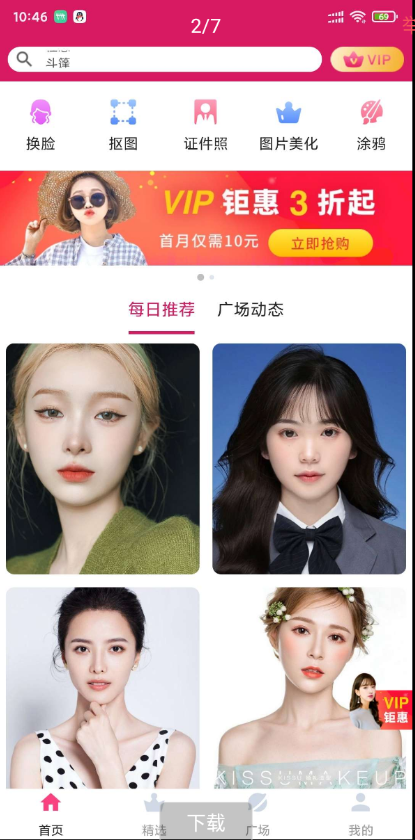 10:46
2/7
69
斗篷
VIP
换脸
抠图
证件照
图片美化
涂鸦
VIP 钜惠 3 折起
首月仅需10元
立即抢购
每日推荐
广场动态
VIP
钜惠
首页
精选
下载
广场
我的